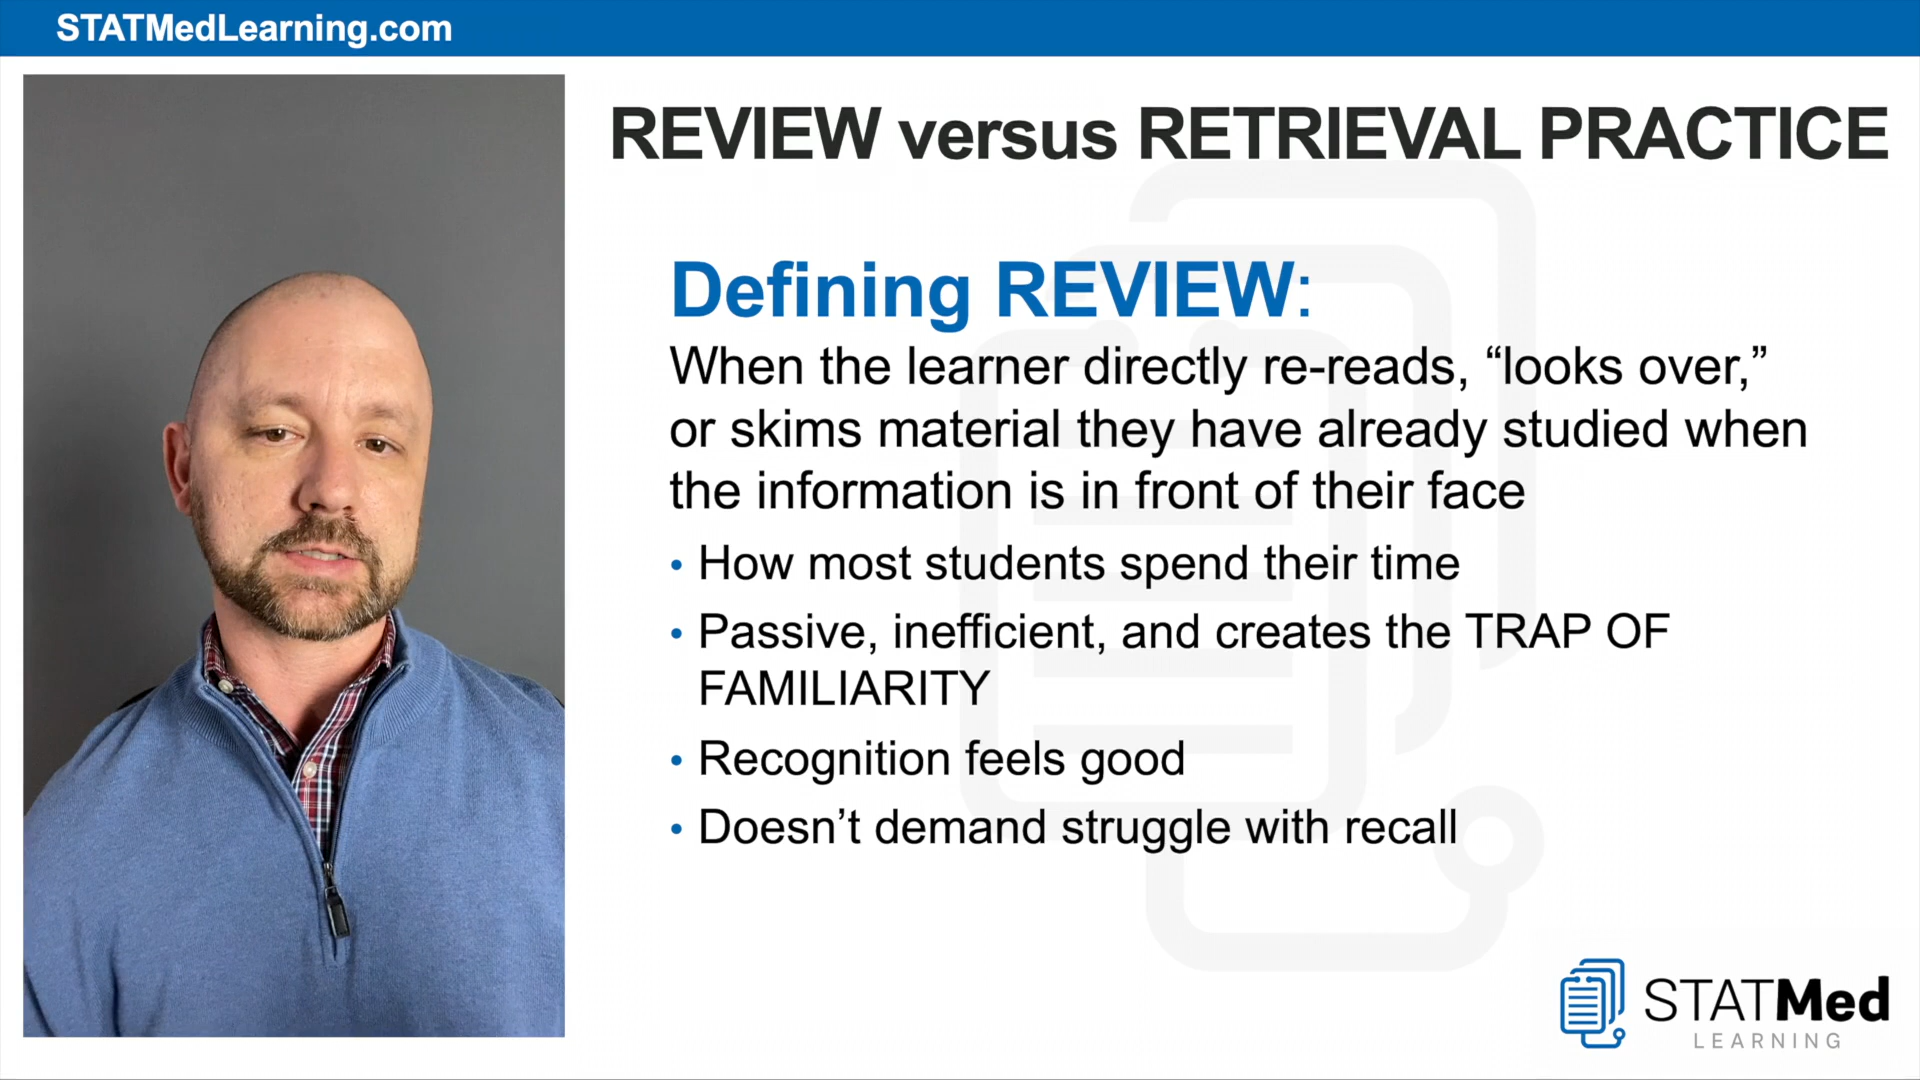 STATMedLearning.com
REVIEW versus RETRIEVAL PRACTICE
Defining REVIEW:
When the learner directly re-reads, “looks over,”
or skims material they have already studied when
the information is in front of their face
• How most students spend their time
• Passive, inefficient, and creates the TRAP OF
FAMILIARITY
• Recognition feels good
• Doesn’t demand struggle with recall
STATMed
LEARNING